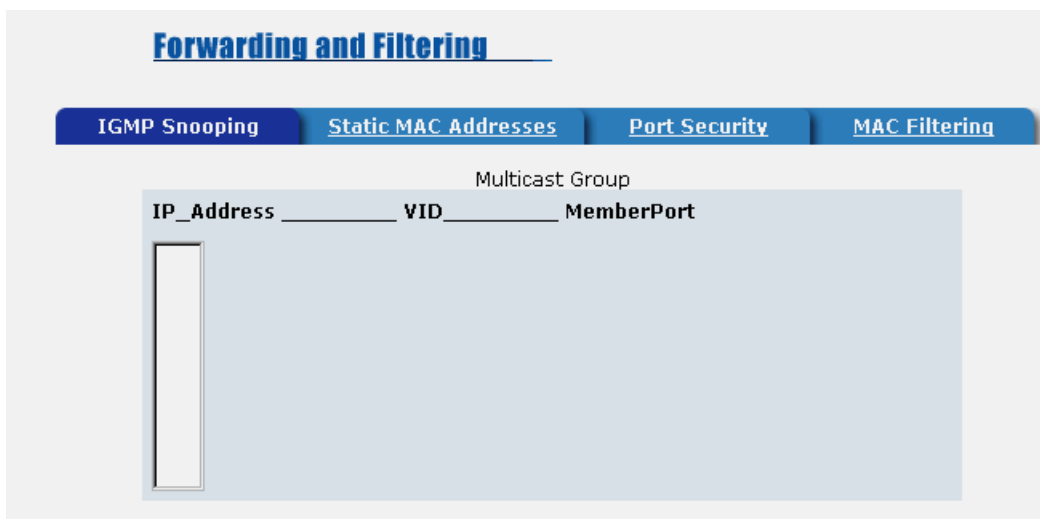 Forwarding and Filtering
IGMP Snooping Static MAC Addresses Port Security MAC Filtering
Multicast Group
IP_Address __________ VID__________ MemberPort